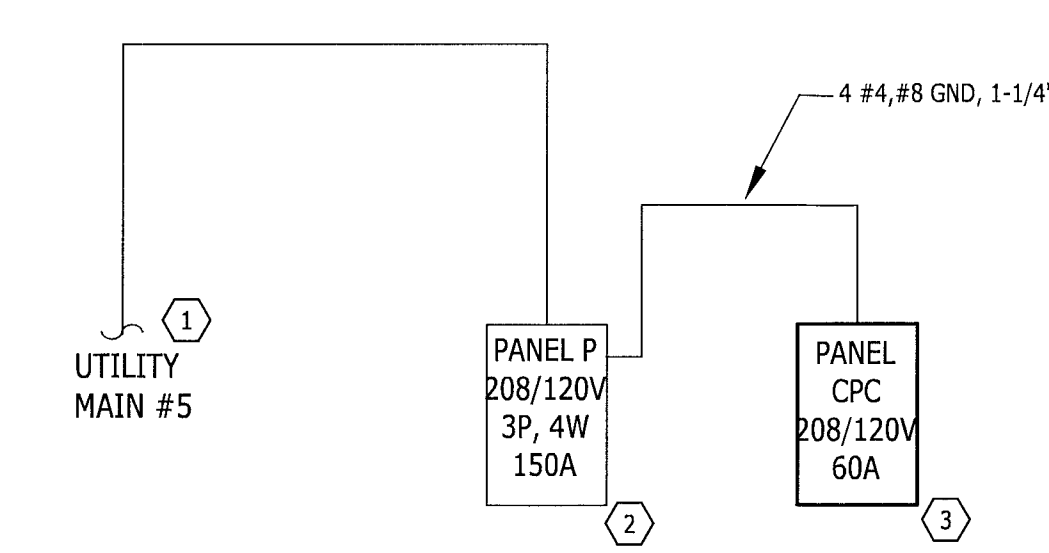 4 #4,#8 GND, 1-1/4"
1
UTILITY
MAIN #5
PANEL P
208/120V
3P, 4W
150A
2
PANEL
CPC
208/120V
60A
3